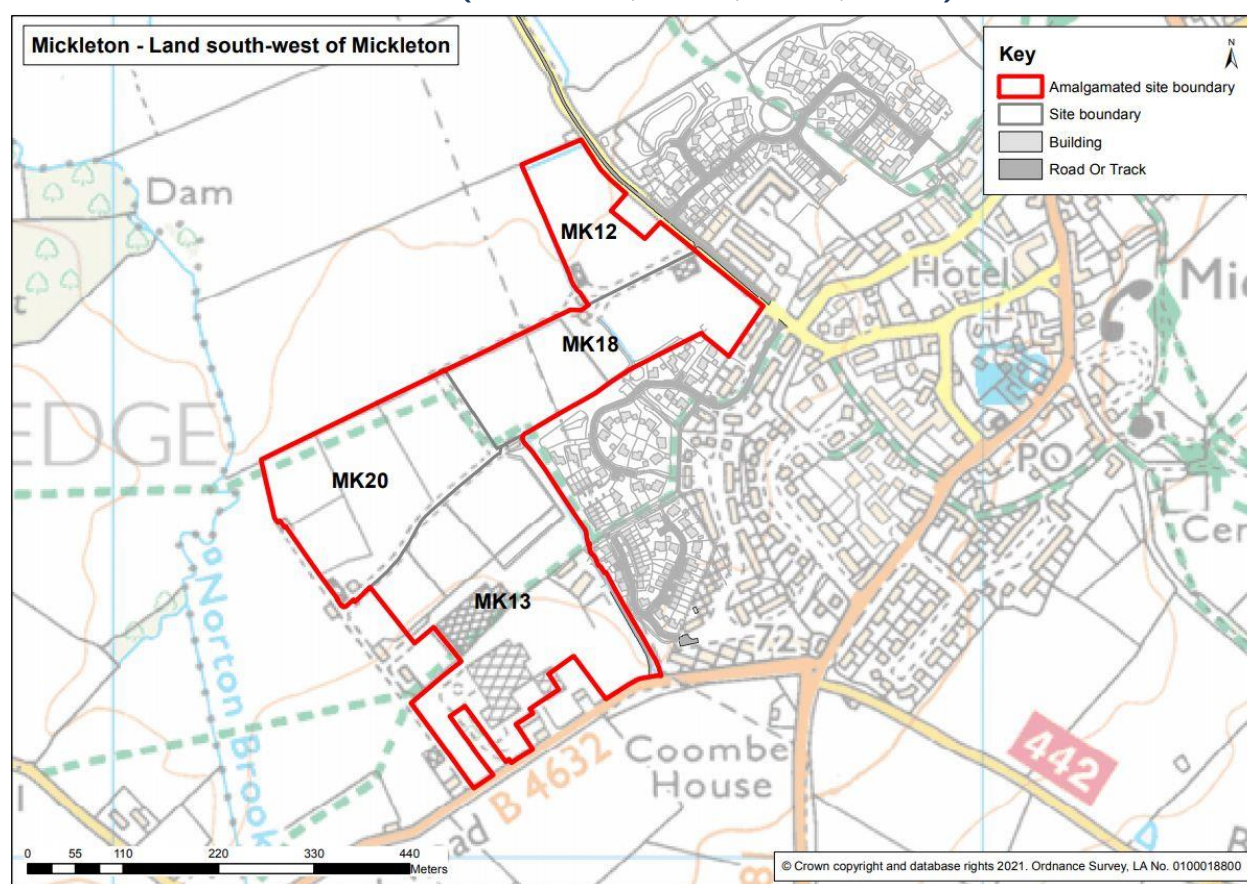 Mickleton - Land south-west of Mickleton
Key
N
Amalgamated site boundary
Site boundary
Building
Road Or Track
Dam
MK12
Hotel
MK18
EDGE
MK20
PO
MK13
72
Norton Brook
B 4632
Coombe
House
442
0 55 110 220 330 440
Meters
© Crown copyright and database rights 2021. Ordnance Survey, LA No. 0100018800